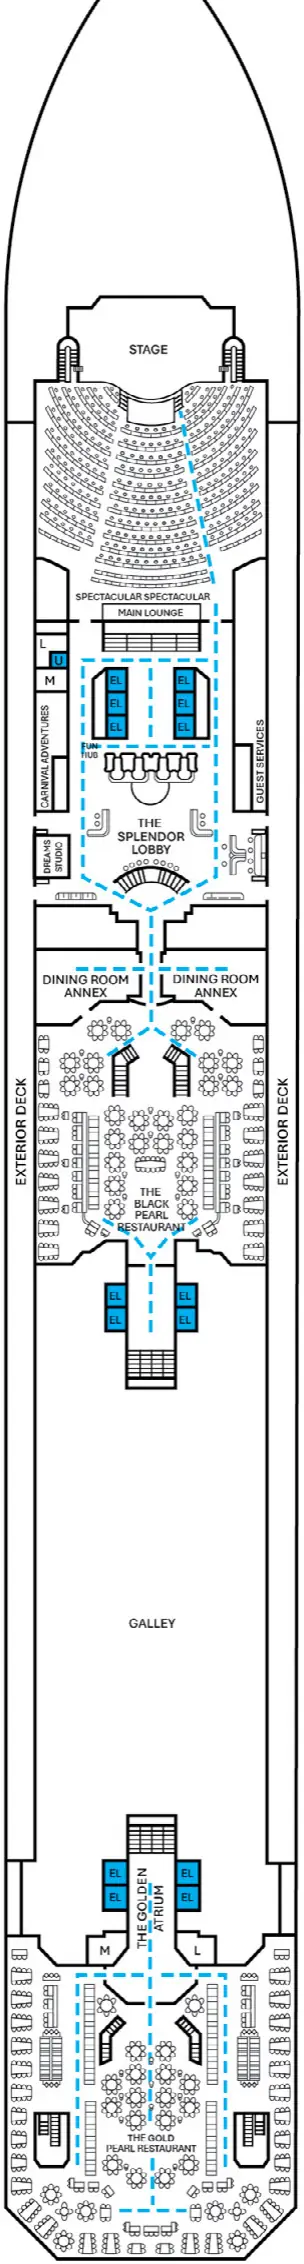 STAGE
SPECTACULAR SPECTACULAR
MAIN LOUNGE
L
U
M
EL
EL
EL
EL
EL
EL
CARNIVAL ADVENTURES
GUEST SERVICES
FUN
HUB
THE
SPLENDOR
LOBBY
DREAMS
STUDIO
DINING ROOM
ANNEX
DINING ROOM
ANNEX
EXTERIOR DECK
EXTERIOR DECK
THE
BLACK
PEARL
RESTAURANT
EL
EL
EL
EL
GALLEY
THE GOLDEN
ATRIUM
EL
EL
EL
EL
M
L
THE GOLD
PEARL RESTAURANT